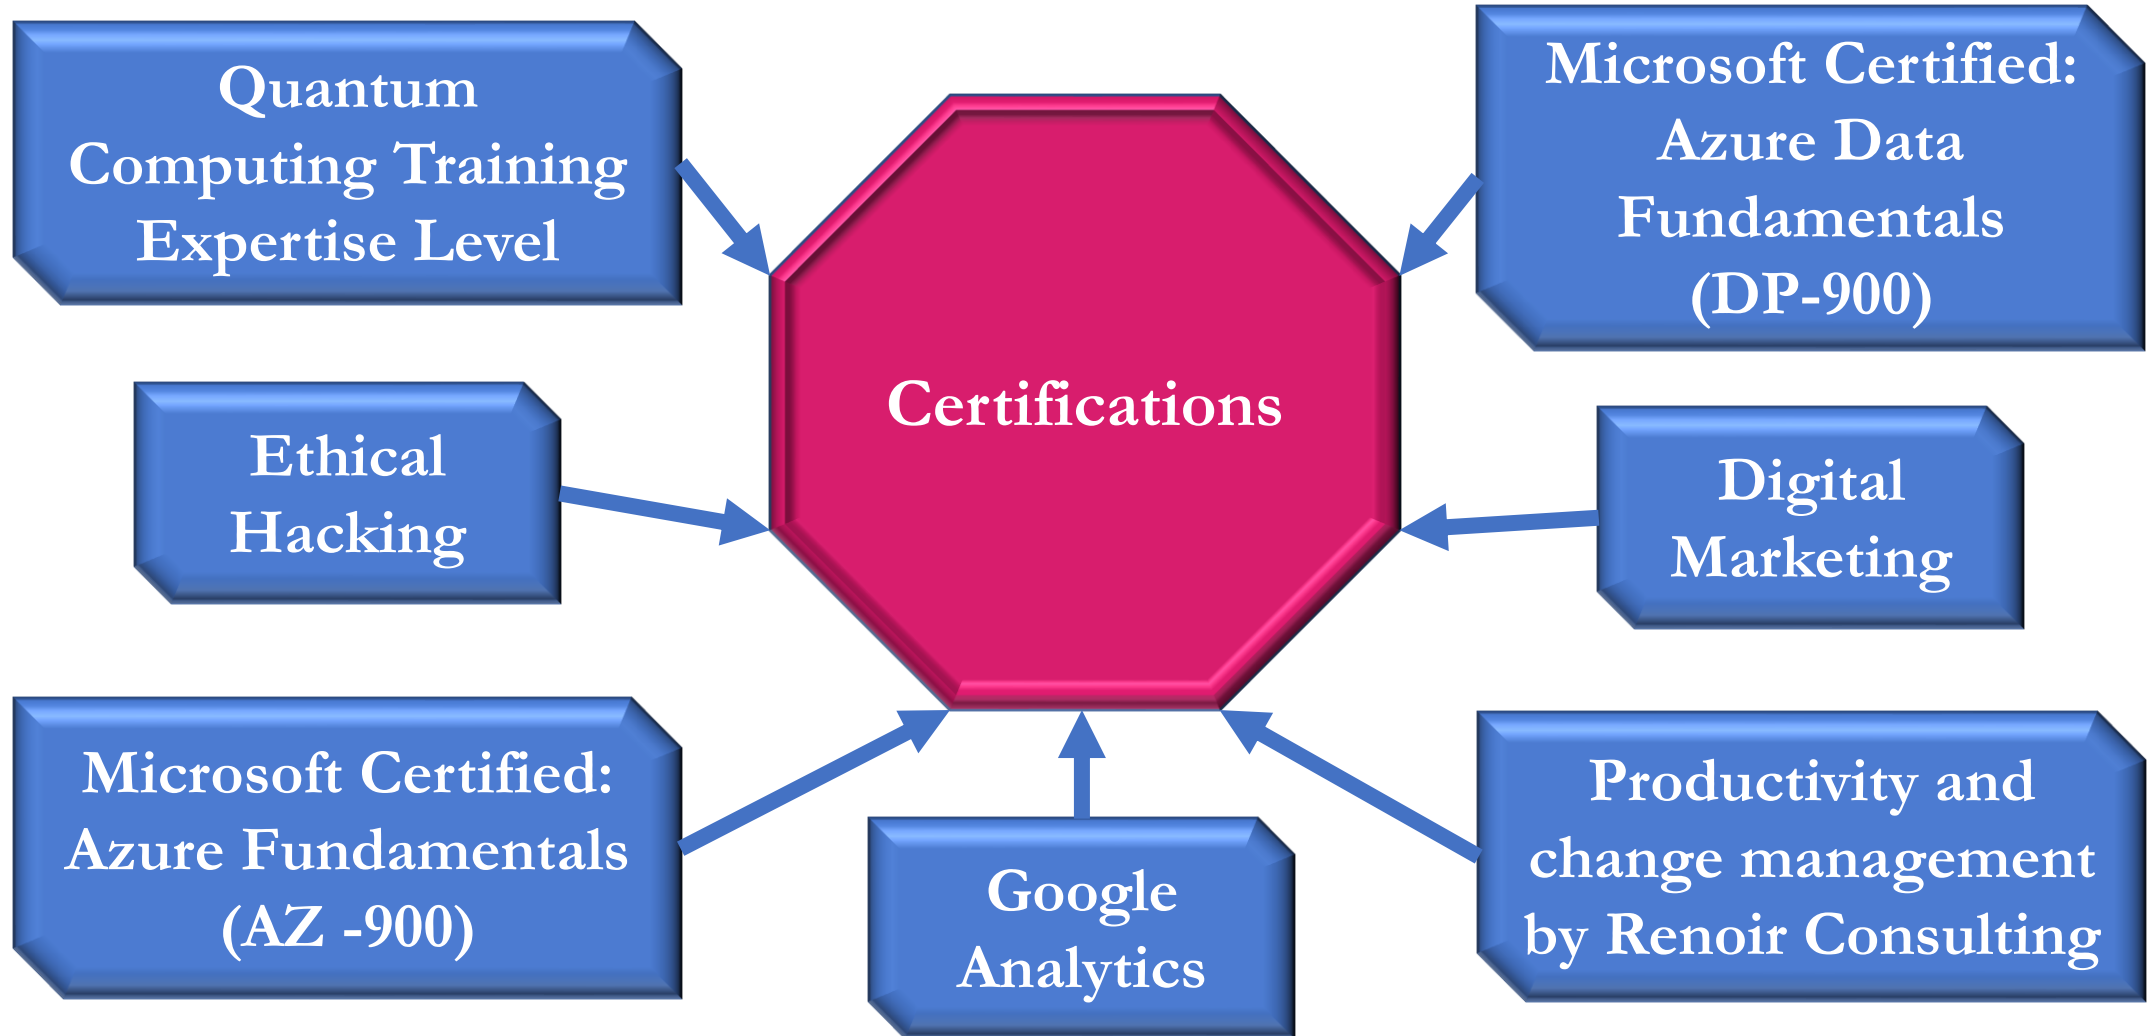 Quantum
Computing Training
Expertise Level
Microsoft Certified:
Azure Data
Fundamentals
(DP-900)
Certifications
Ethical
Hacking
Digital
Marketing
Microsoft Certified:
Azure Fundamentals
(AZ -900)
Google
Analytics
Productivity and
change management
by Renoir Consulting